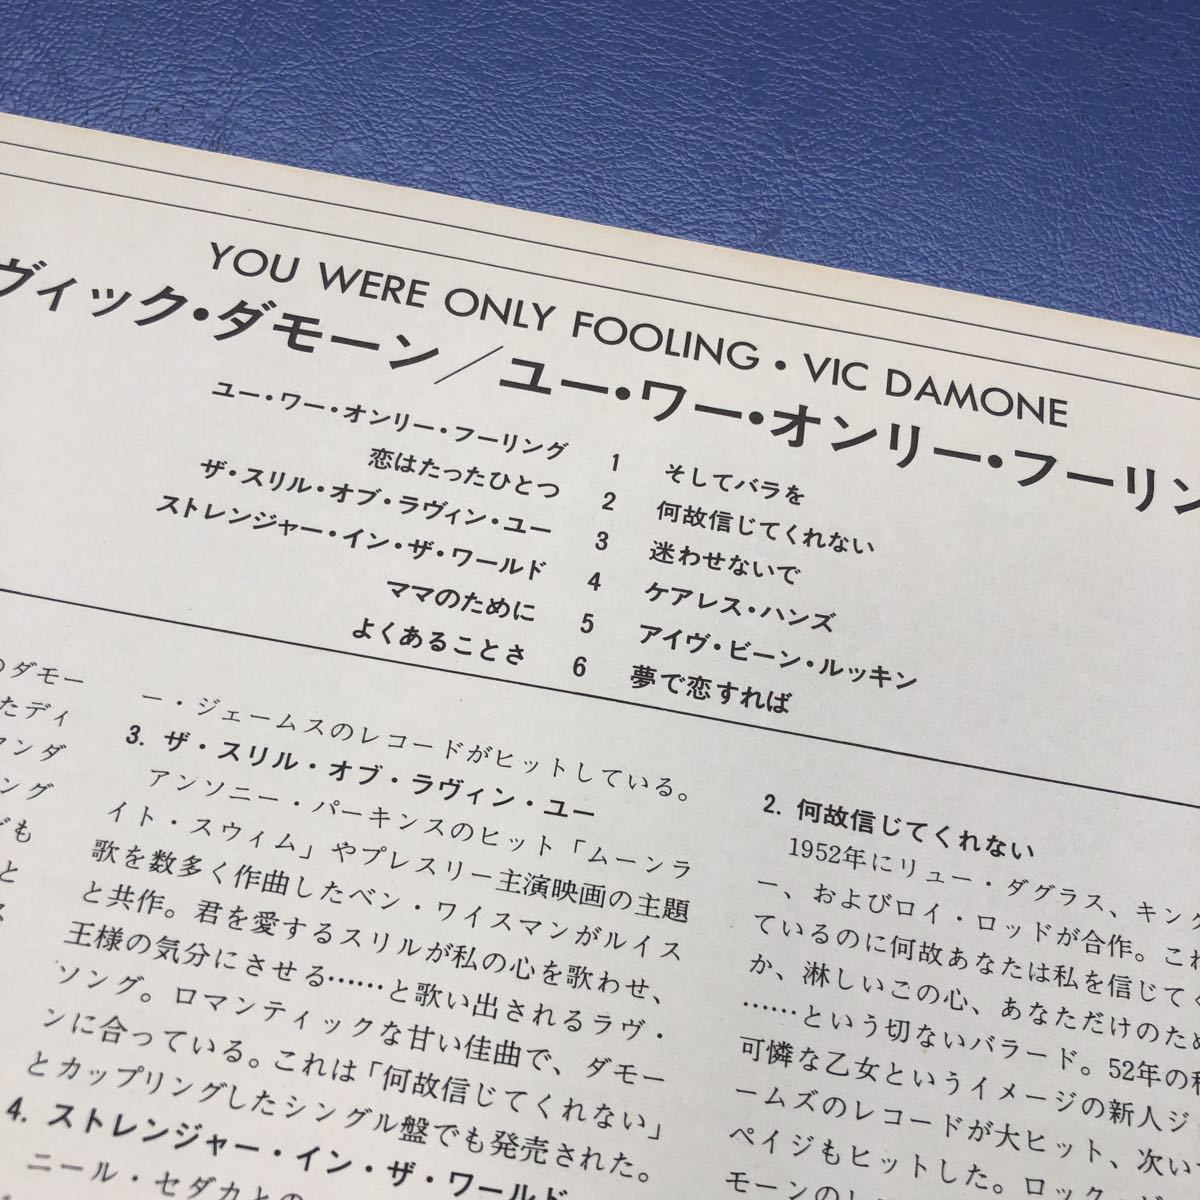 YOU WERE ONLY FOOLING・VIC DAMONE
ヴィック・ダモーン／ユー・ワー・オンリー・フーリン
ユー・ワー・オンリー・フーリング 1 そしてバラを
恋はたったひとつ 2 何故信じてくれない
ザ・スリル・オブ・ラヴィン・ユー 3 迷わせないで
ストレンジャー・イン・ザ・ワールド 4 ケアレス・ハンズ
ママのために 5 アイヴ・ビーン・ルッキン
よくあることさ 6 夢で恋すれば
のダモー
たディ
マンダ
ング
ども
と
ス
ー・ジェームスのレコードがヒットしている。
3. ザ・スリル・オブ・ラヴィン・ユー
アンソニー・パーキンスのヒット「ムーンラ
イト・スウィム」やプレスリー主演映画の主題
歌を数多く作曲したベン・ワイスマンがルイス
と共作。君を愛するスリルが私の心を歌わせ、
王様の気分にさせる……と歌い出されるラヴ・
ソング。ロマンティックな甘い佳曲で、ダモー
ンに合っている。これは「何故信じてくれない」
とカップリングしたシングル盤でも発売された。
4. ストレンジャー・イン・ザ・ワールド
ニール・セダカとの
2. 何故信じてくれない
1952年にリュー・ダグラス、キング
ー、およびロイ・ロッドが合作。これ
ているのに何故あなたは私を信じてく
か、淋しいこの心、あなただけのため
……という切ないバラード。52年の秋
可憐な乙女というイメージの新人ジ
ームズのレコードが大ヒット、次いで
ペイジもヒットした。ロック
モーンのレ